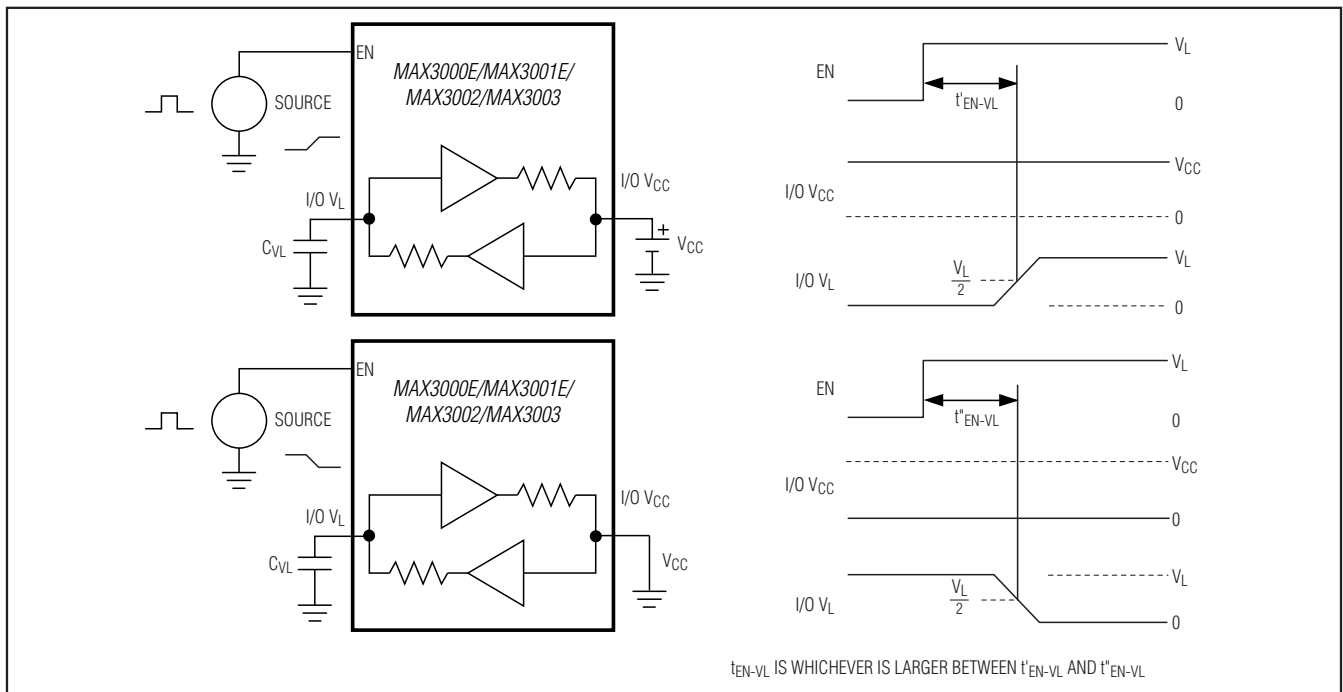 EN
SOURCE
MAX3000E/MAX3001E/
MAX3002/MAX3003
I/O VL
I/O VCC
CVL
+
VCC
EN
VL
t'EN-VL
0
I/O VCC
VCC
0
I/O VL
VL
2
VL
0
EN
SOURCE
MAX3000E/MAX3001E/
MAX3002/MAX3003
I/O VL
I/O VCC
CVL
VCC
EN
VL
t"EN-VL
0
I/O VCC
VCC
0
I/O VL
VL
2
VL
0
tEN-VL IS WHICHEVER IS LARGER BETWEEN t'EN-VL AND t"EN-VL